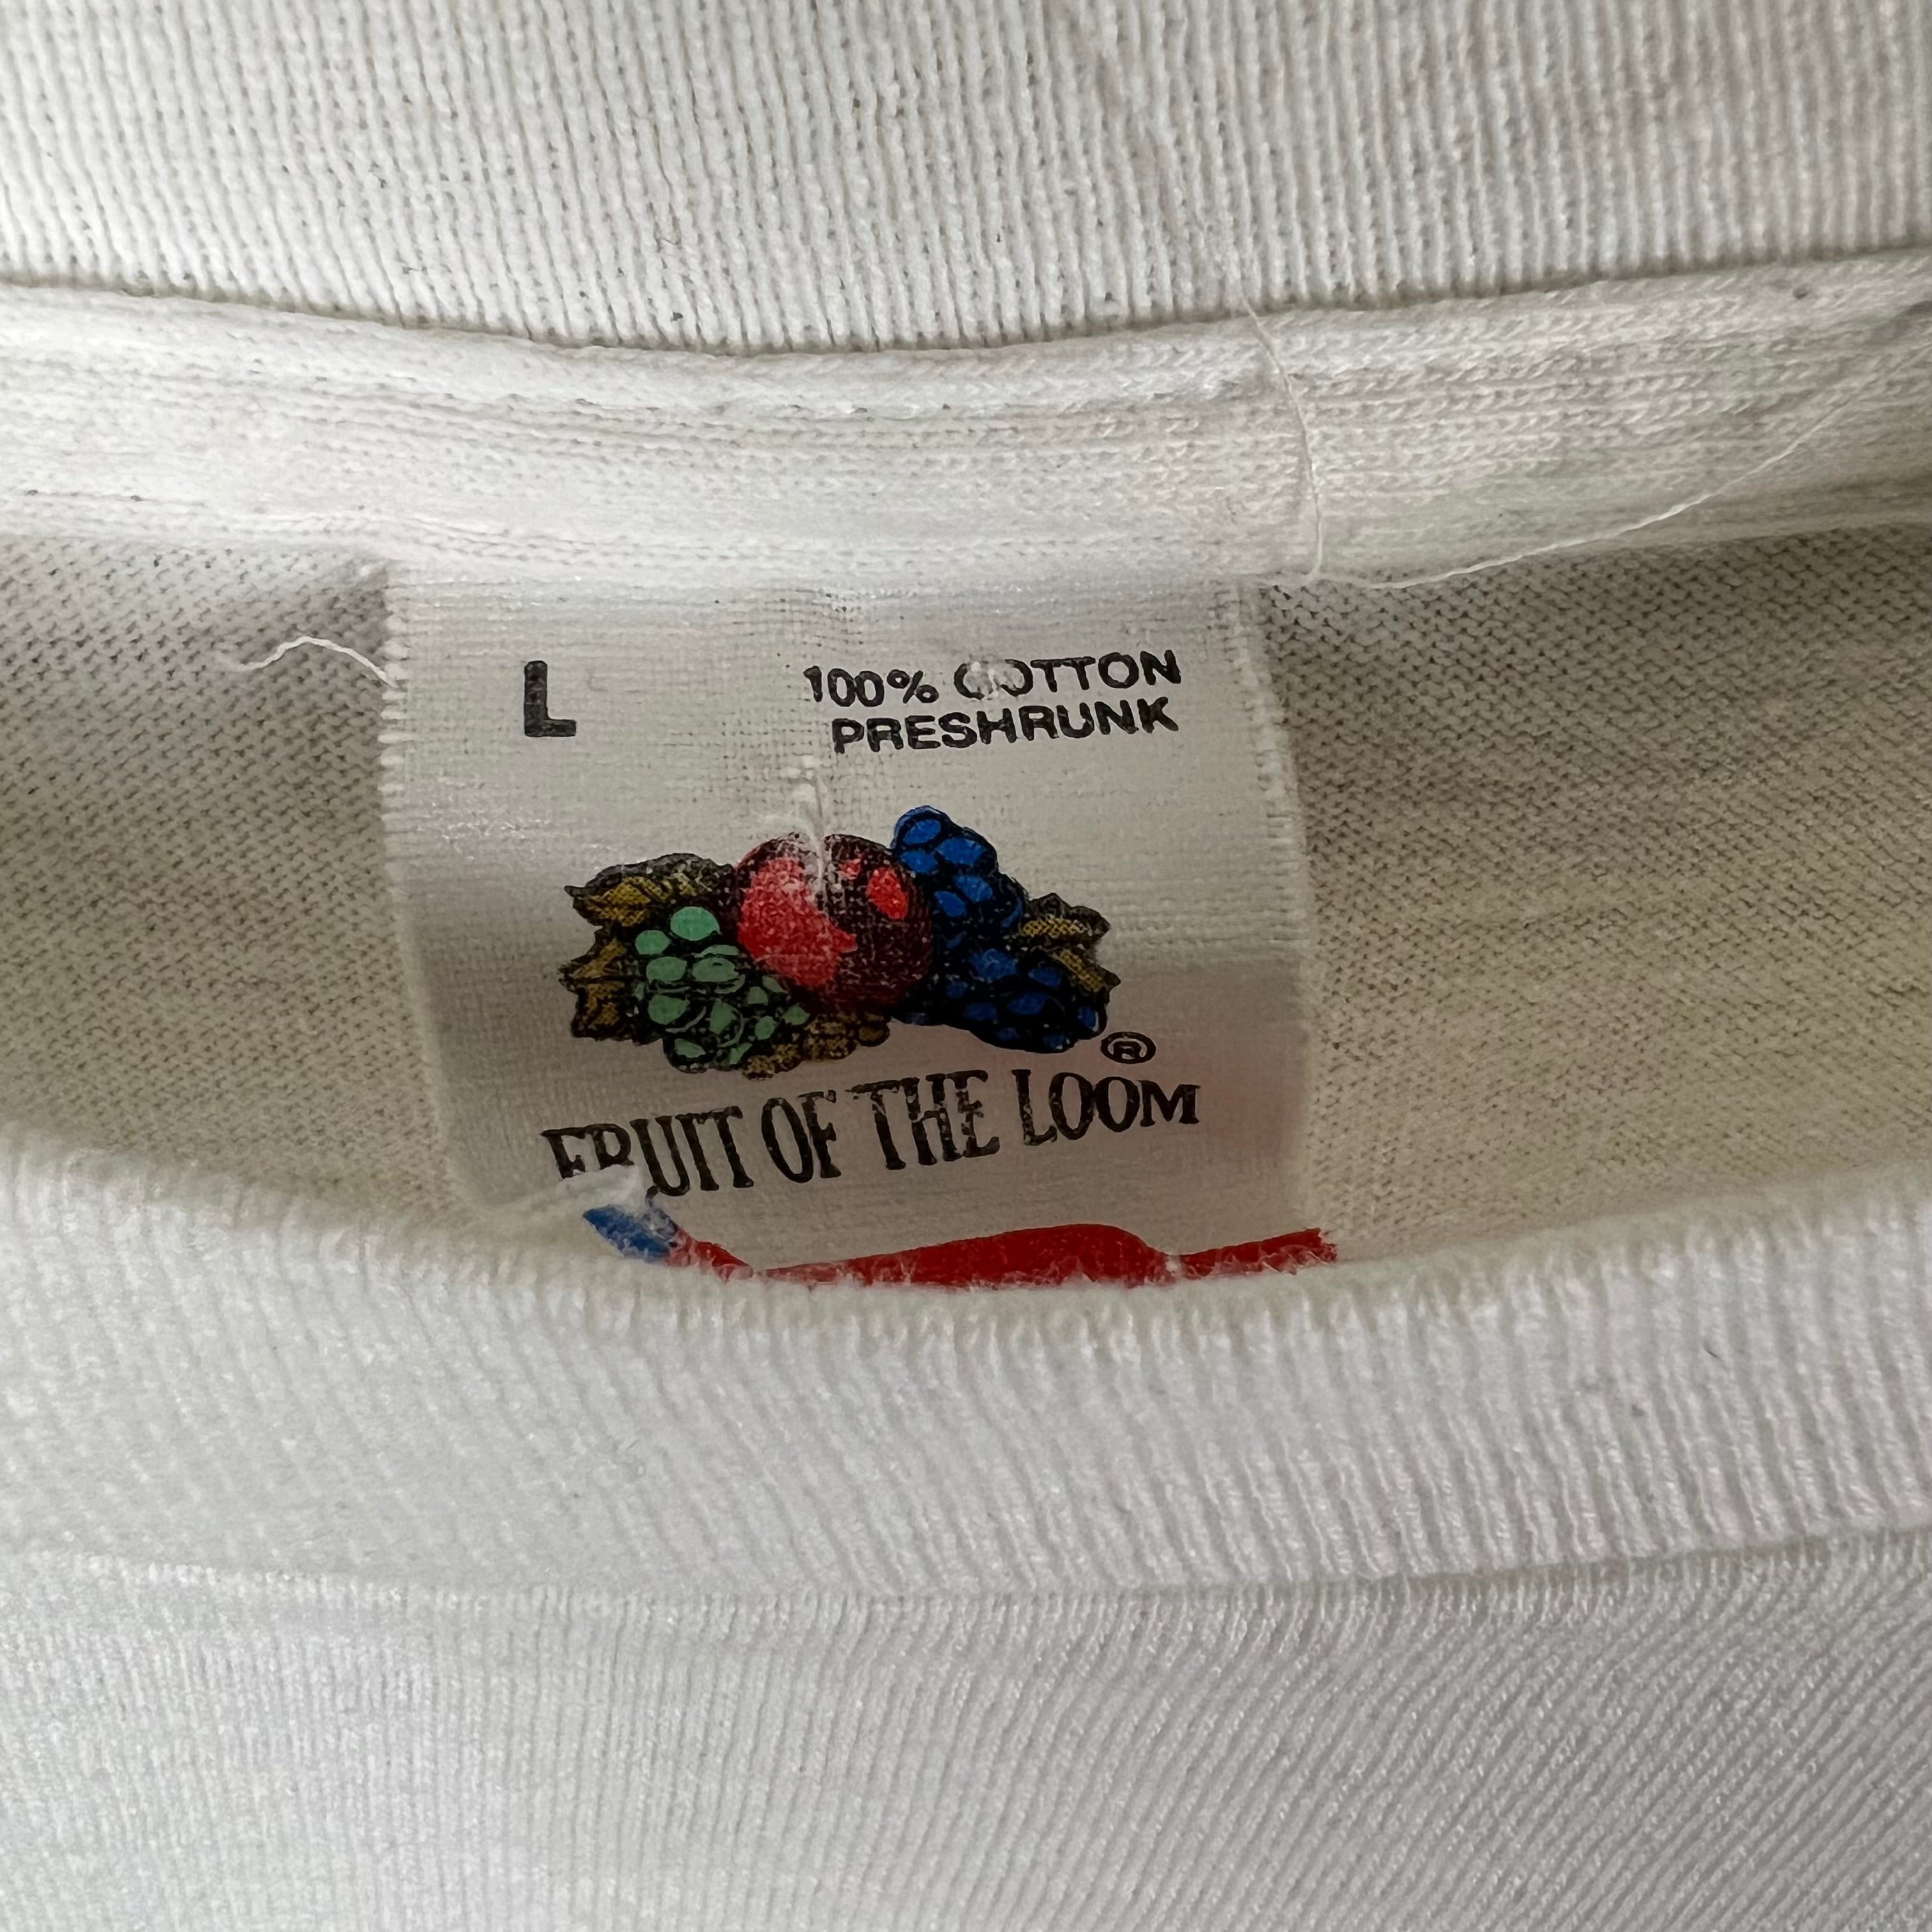 L
100% COTTON
PRESHRUNK
®
FRUIT OF THE LOOM